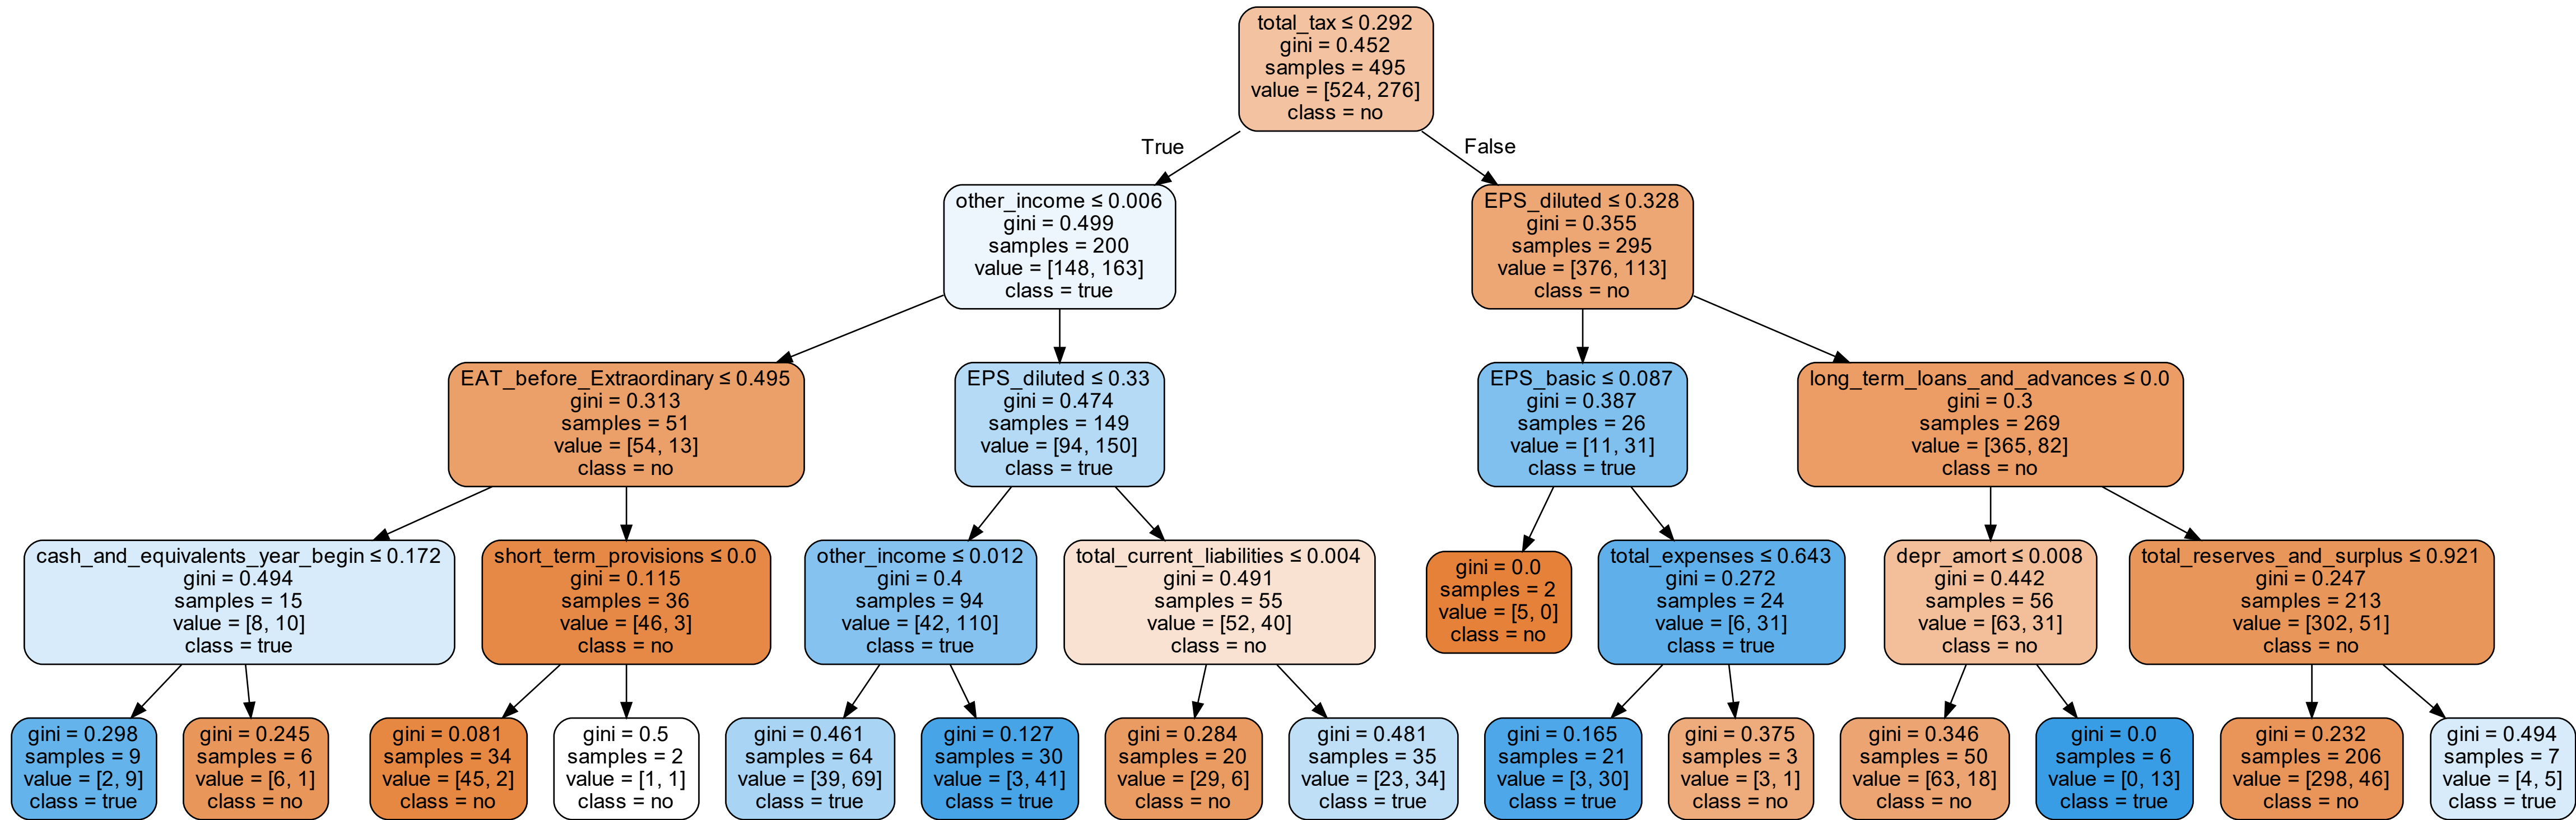 total_tax ≤ 0.292
gini = 0.452
samples = 495
value = [524, 276]
class = no
True
False
other_income ≤ 0.006
gini = 0.499
samples = 200
value = [148, 163]
class = true
EPS_diluted ≤ 0.328
gini = 0.355
samples = 295
value = [376, 113]
class = no
EAT_before_Extraordinary ≤ 0.495
gini = 0.313
samples = 51
value = [54, 13]
class = no
EPS_diluted ≤ 0.33
gini = 0.474
samples = 149
value = [94, 150]
class = true
EPS_basic ≤ 0.087
gini = 0.387
samples = 26
value = [11, 31]
class = true
long_term_loans_and_advances ≤ 0.0
gini = 0.3
samples = 269
value = [365, 82]
class = no
cash_and_equivalents_year_begin ≤ 0.172
gini = 0.494
samples = 15
value = [8, 10]
class = true
short_term_provisions ≤ 0.0
gini = 0.115
samples = 36
value = [46, 3]
class = no
other_income ≤ 0.012
gini = 0.4
samples = 94
value = [42, 110]
class = true
total_current_liabilities ≤ 0.004
gini = 0.491
samples = 55
value = [52, 40]
class = no
gini = 0.0
samples = 2
value = [5, 0]
class = no
total_expenses ≤ 0.643
gini = 0.272
samples = 24
value = [6, 31]
class = true
depr_amort ≤ 0.008
gini = 0.442
samples = 56
value = [63, 31]
class = no
total_reserves_and_surplus ≤ 0.921
gini = 0.247
samples = 213
value = [302, 51]
class = no
gini = 0.298
samples = 9
value = [2, 9]
class = true
gini = 0.245
samples = 6
value = [6, 1]
class = no
gini = 0.081
samples = 34
value = [45, 2]
class = no
gini = 0.5
samples = 2
value = [1, 1]
class = no
gini = 0.461
samples = 64
value = [39, 69]
class = true
gini = 0.127
samples = 30
value = [3, 41]
class = true
gini = 0.284
samples = 20
value = [29, 6]
class = no
gini = 0.481
samples = 35
value = [23, 34]
class = true
gini = 0.165
samples = 21
value = [3, 30]
class = true
gini = 0.375
samples = 3
value = [3, 1]
class = no
gini = 0.346
samples = 50
value = [63, 18]
class = no
gini = 0.0
samples = 6
value = [0, 13]
class = true
gini = 0.232
samples = 206
value = [298, 46]
class = no
gini = 0.494
samples = 7
value = [4, 5]
class = true